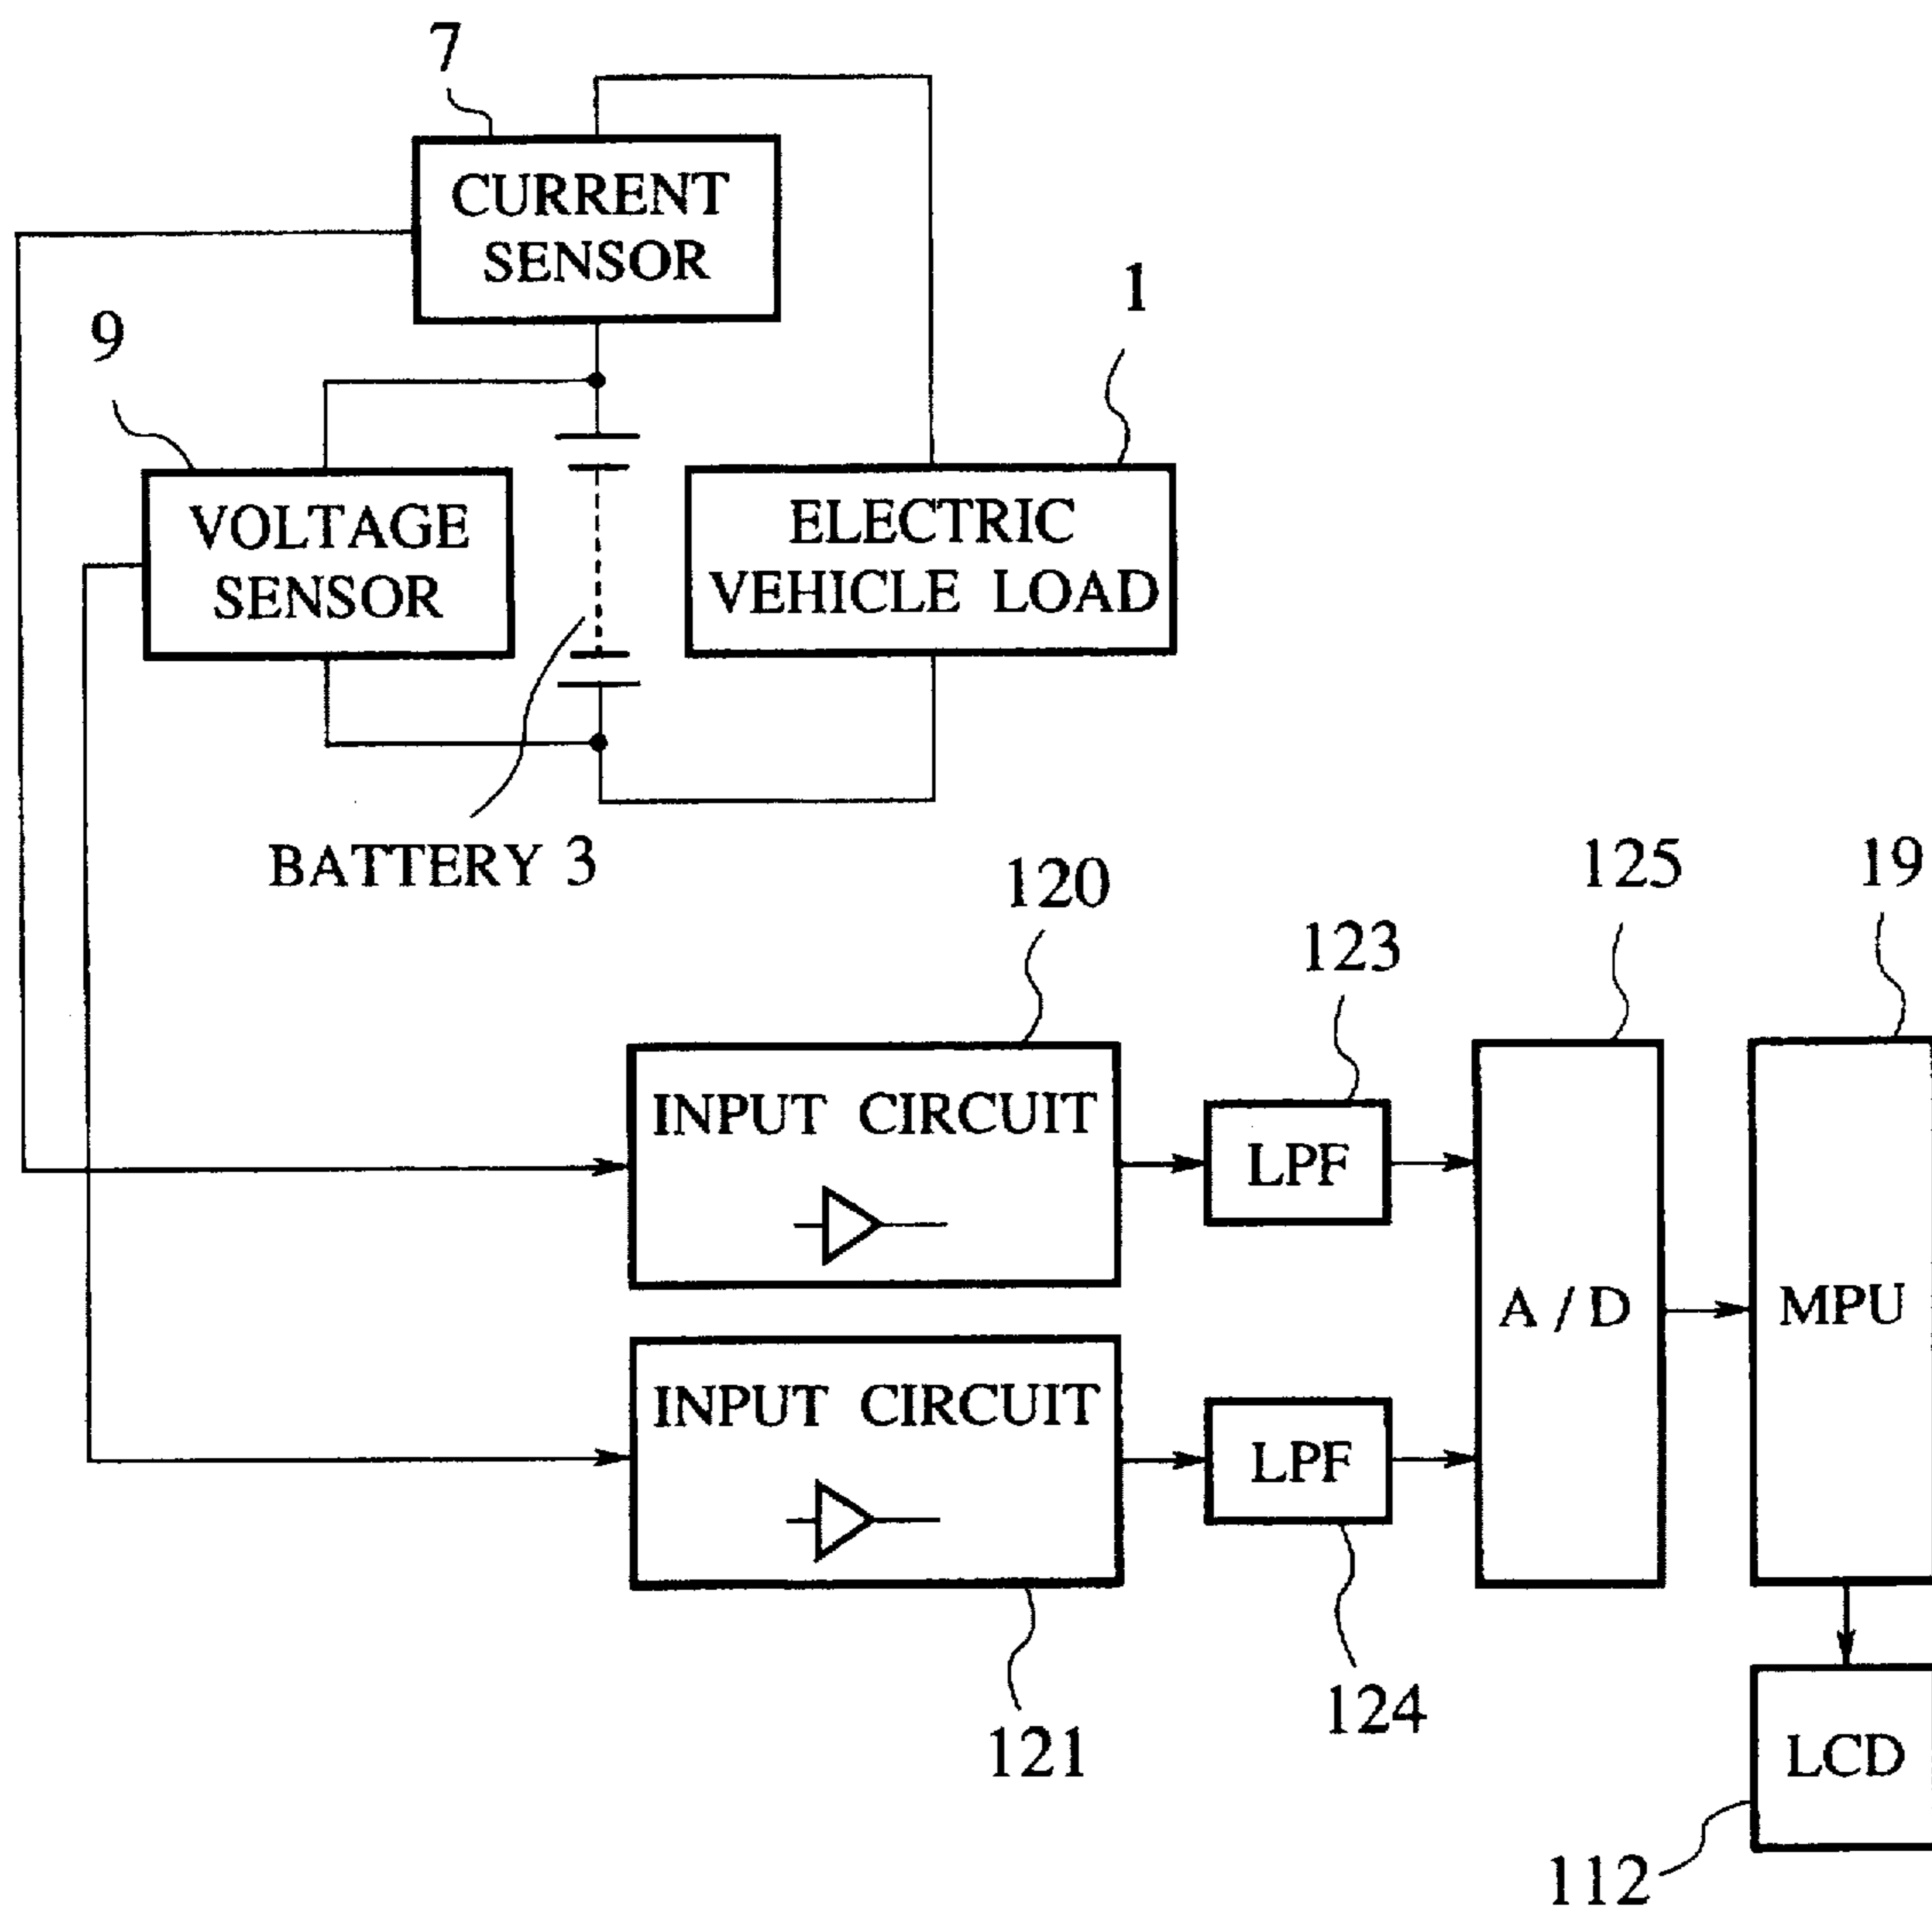 7
CURRENT
SENSOR
1
9
VOLTAGE
SENSOR
ELECTRIC
VEHICLE LOAD
BATTERY 3
120
123
125
19
INPUT CIRCUIT
LPF
A / D
MPU
INPUT CIRCUIT
LPF
121
124
LCD
112